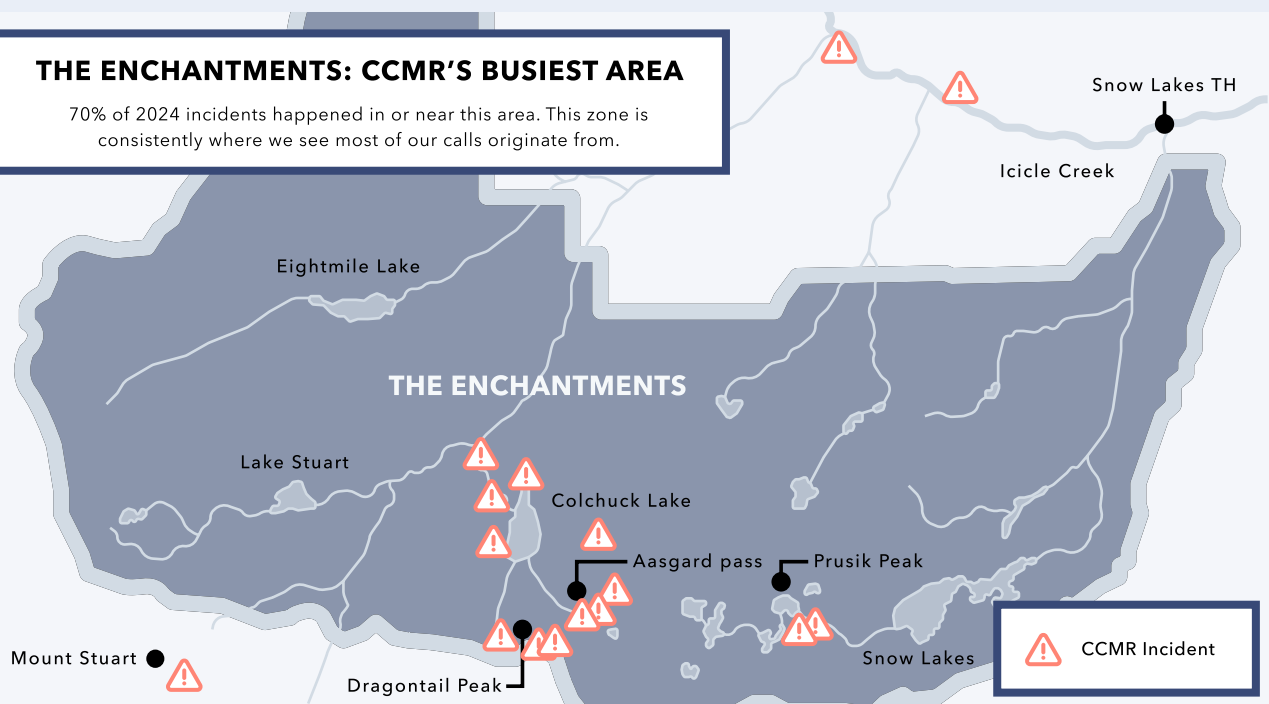 THE ENCHANTMENTS: CCMR'S BUSIEST AREA
70% of 2024 incidents happened in or near this area. This zone is
consistently where we see most of our calls originate from.
Snow Lakes TH
Icicle Creek
Eightmile Lake
THE ENCHANTMENTS
Lake Stuart
Colchuck Lake
Aasgard pass
Prusik Peak
Mount Stuart
Snow Lakes
Dragontail Peak
CCMR Incident